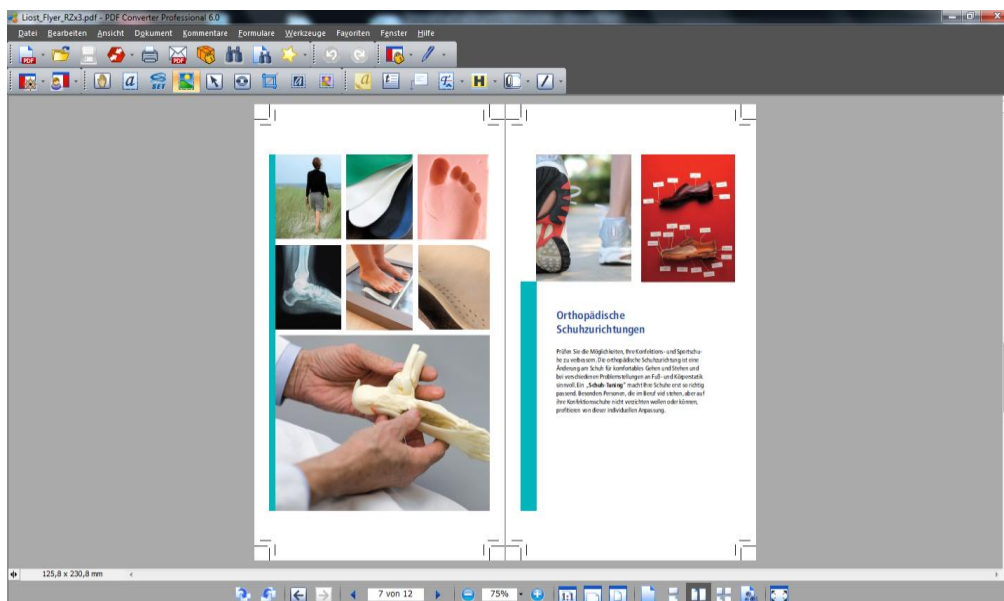 Liost_Flyer_RZx3.pdf - PDF Converter Professional 6.0
Datei Bearbeiten Ansicht Dokument Kommentare Formulare Werkzeuge Favoriten Fenster Hilfe
Orthopädische
Schuhzurichtungen
Prüfen Sie die Möglichkeiten, Ihre Konfektions- und Sportschu-
he zu verbessern. Die orthopädische Schuhzurichtung ist eine
Änderung am Schuh für komfortables Gehen und Stehen und
bei verschiedenen Problemstellungen an Fuß- und Körperstatik
sinnvoll. Ein „Schuh-Tuning“ macht Ihre Schuhe erst so richtig
passend. Besonders Personen, die im Beruf viel stehen, aber auf
ihre Konfektionsschuhe nicht verzichten wollen oder können,
profitieren von dieser individuellen Anpassung.
125,8 x 230,8 mm
7 von 12
75%
1:1